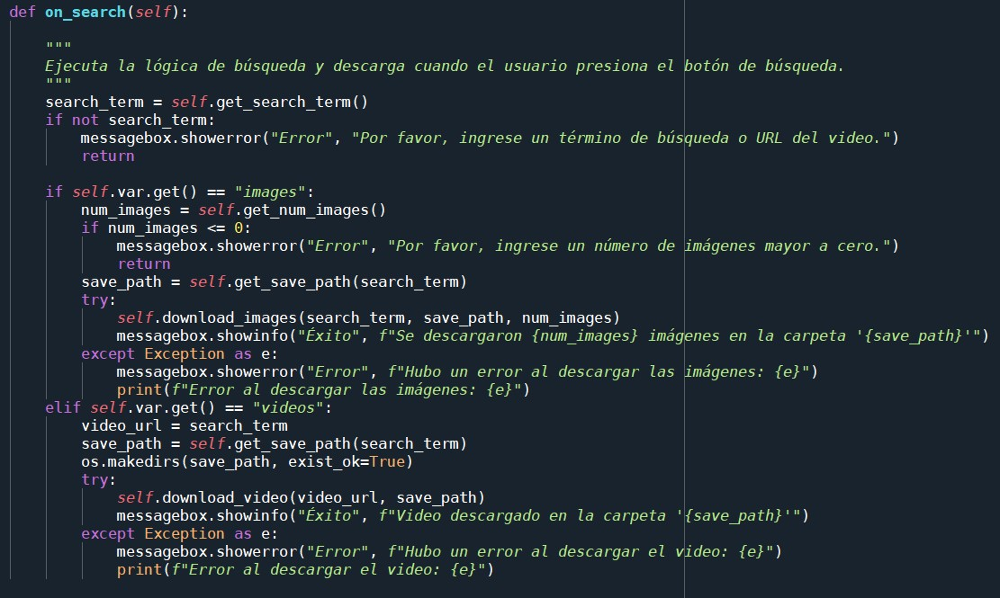 def on_search(self):
    """
    Ejecuta la lógica de búsqueda y descarga cuando el usuario presiona el botón de búsqueda.
    """
    search_term = self.get_search_term()
    if not search_term:
        messagebox.showerror("Error", "Por favor, ingrese un término de búsqueda o URL del video.")
        return
    if self.var.get() == "images":
        num_images = self.get_num_images()
        if num_images <= 0:
            messagebox.showerror("Error", "Por favor, ingrese un número de imágenes mayor a cero.")
            return
        save_path = self.get_save_path(search_term)
        try:
            self.download_images(search_term, save_path, num_images)
            messagebox.showinfo("Éxito", f"Se descargaron {num_images} imágenes en la carpeta '{save_path}'")
        except Exception as e:
            messagebox.showerror("Error", f"Hubo un error al descargar las imágenes: {e}")
            print(f"Error al descargar las imágenes: {e}")
    elif self.var.get() == "videos":
        video_url = search_term
        save_path = self.get_save_path(search_term)
        os.makedirs(save_path, exist_ok=True)
        try:
            self.download_video(video_url, save_path)
            messagebox.showinfo("Éxito", f"Video descargado en la carpeta '{save_path}'")
        except Exception as e:
            messagebox.showerror("Error", f"Hubo un error al descargar el video: {e}")
            print(f"Error al descargar el video: {e}")